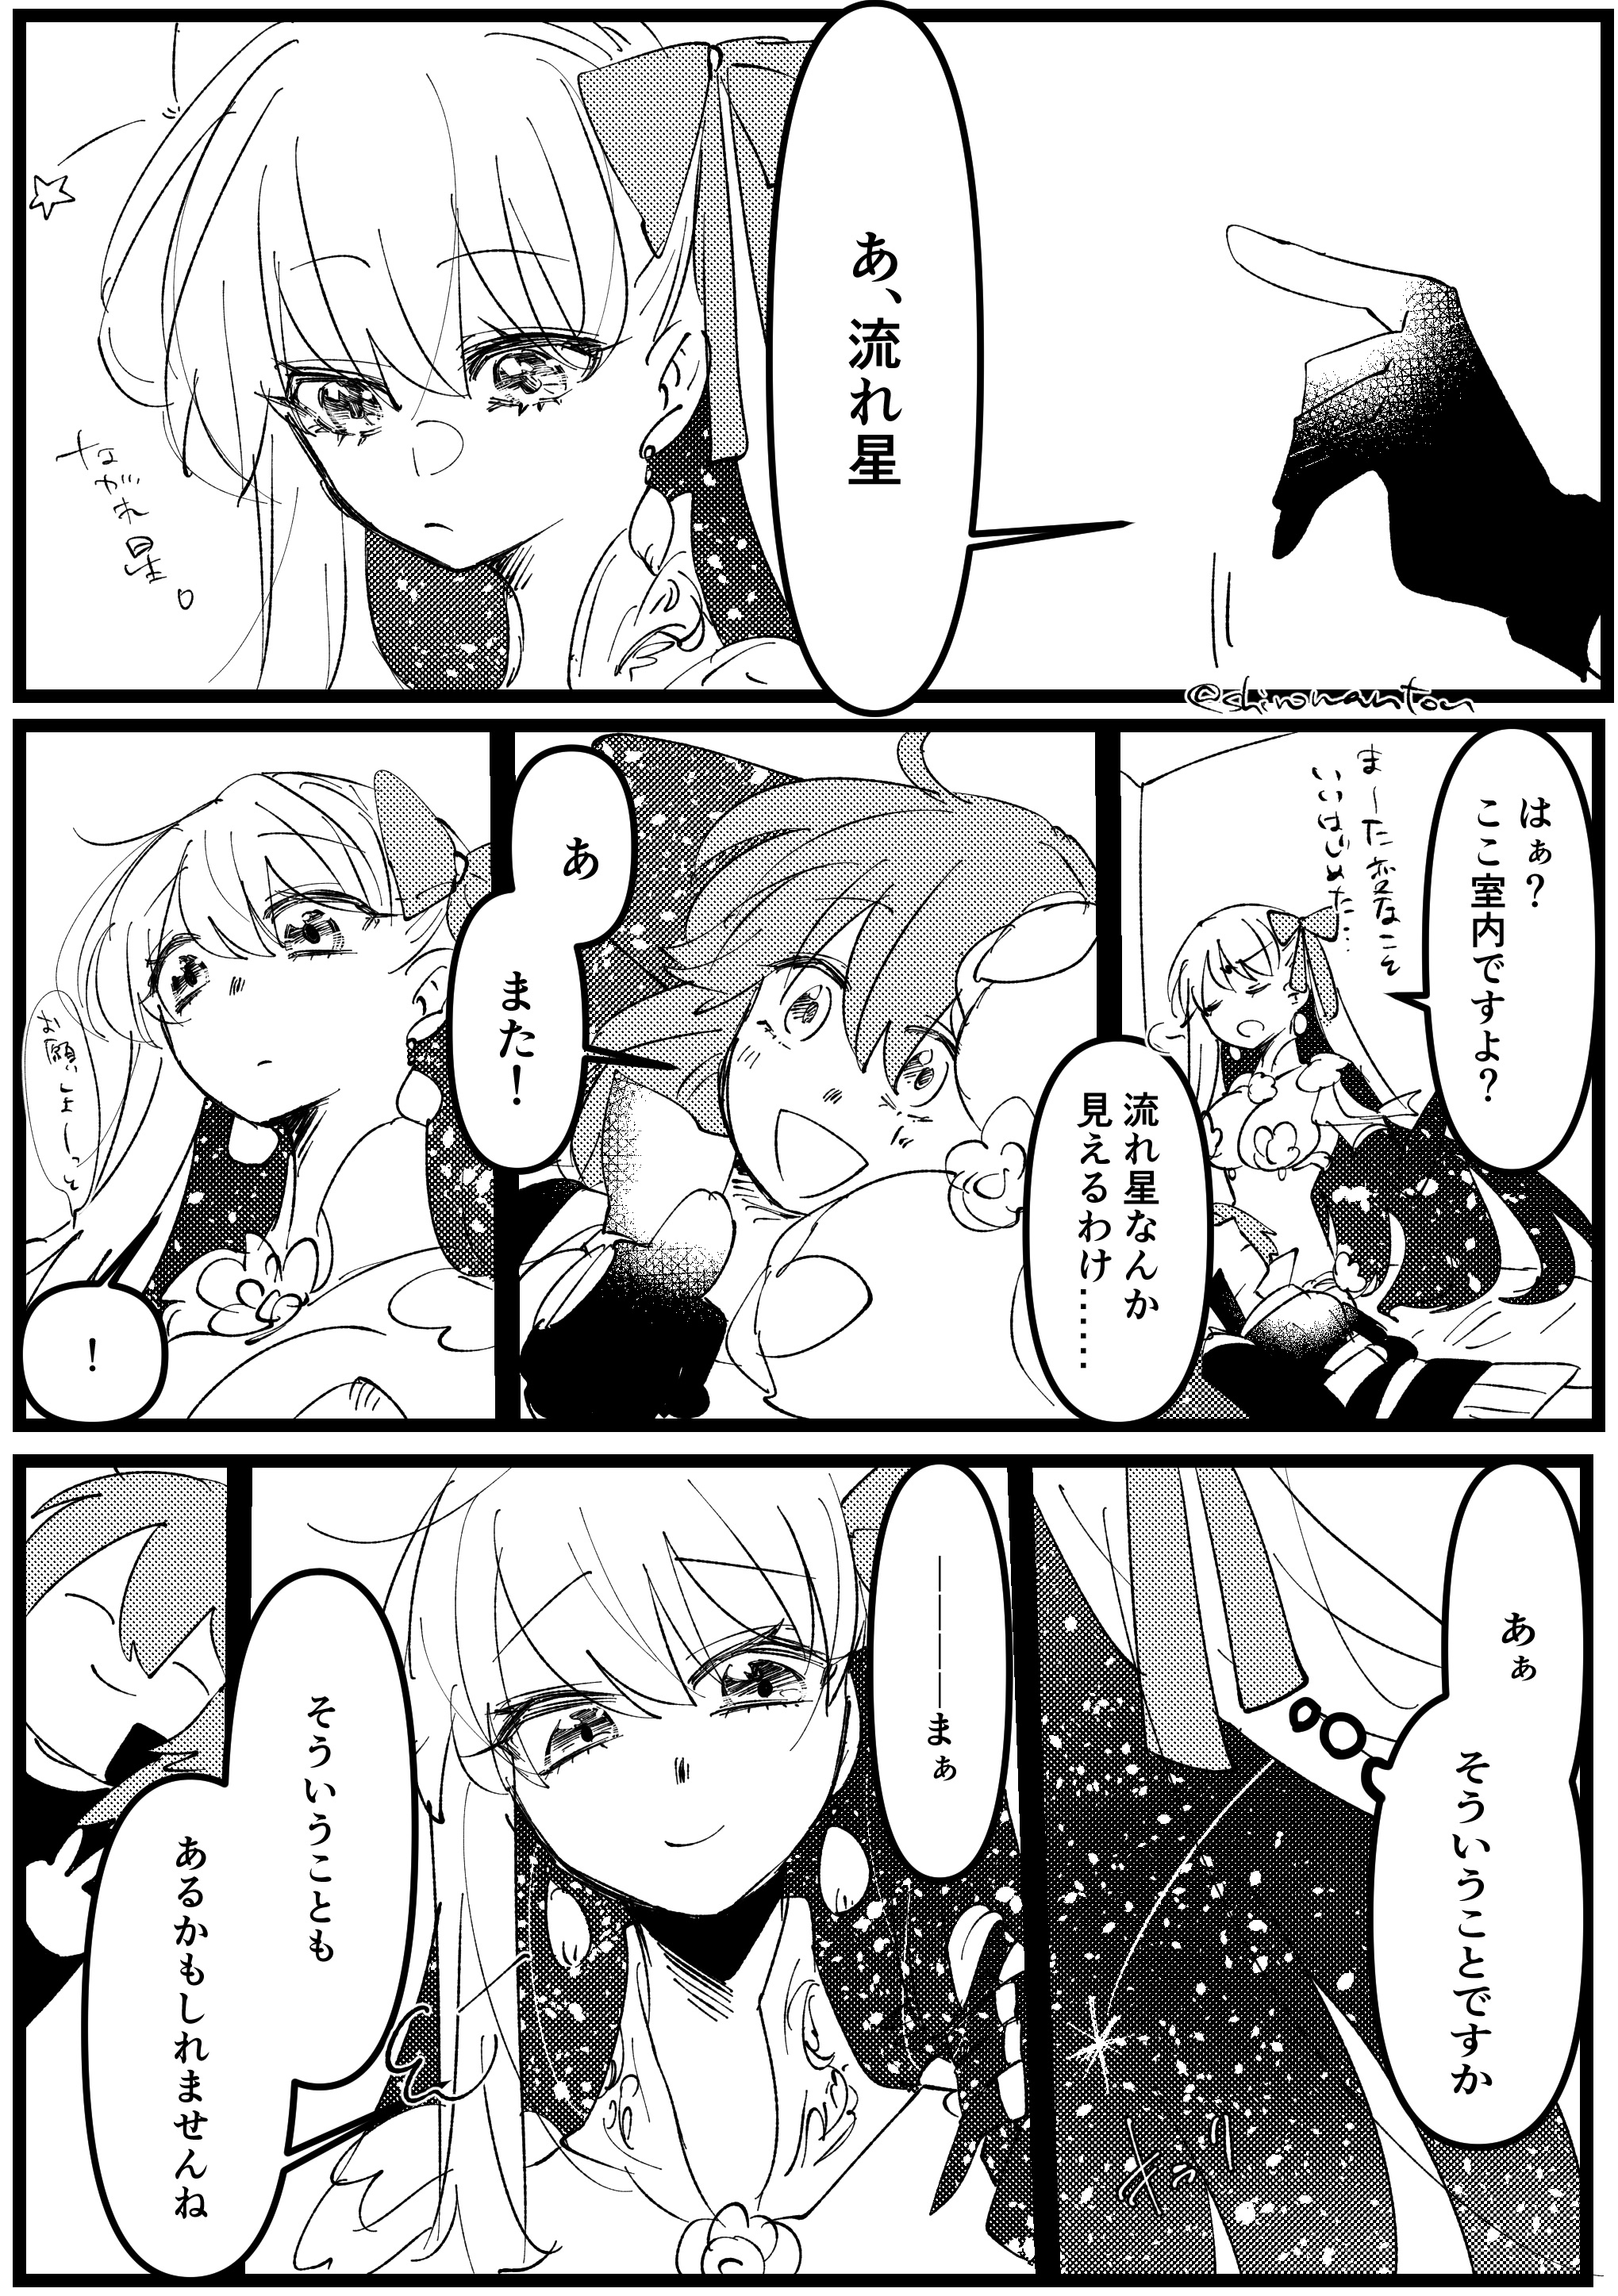 あ、流れ星
ながれ星。
@shironanton
はぁ?
ここ室内ですよ?
ま〜た変なこそ
いいはじめた…
流れ星なんか
見えるわけ………
あ
また!
お願しよーっと
!
あぁ
そういうことですか
キラッ
―――――まぁ
そういうことも
あるかもしれませんね